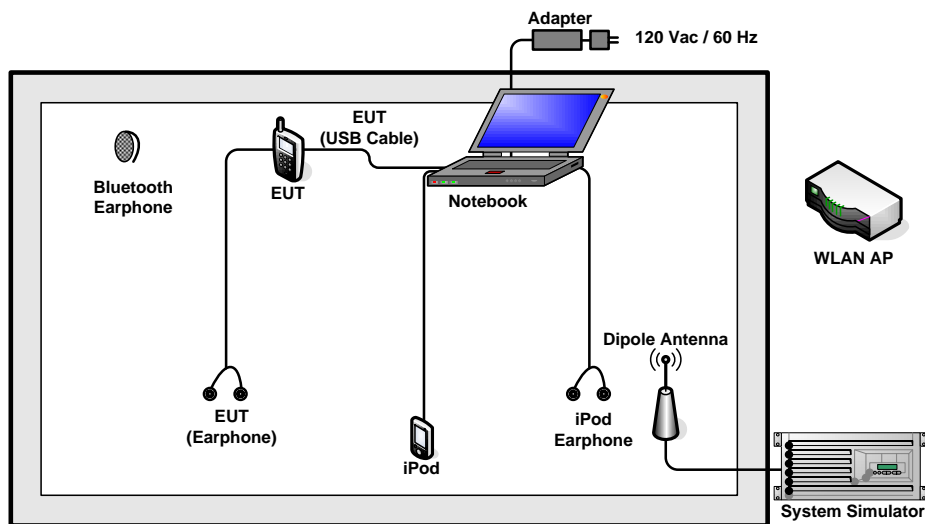 Adapter
120 Vac / 60 Hz
EUT
(USB Cable)
Bluetooth
Earphone
EUT
Notebook
WLAN AP
Dipole Antenna
EUT
(Earphone)
iPod
iPod
Earphone
System Simulator